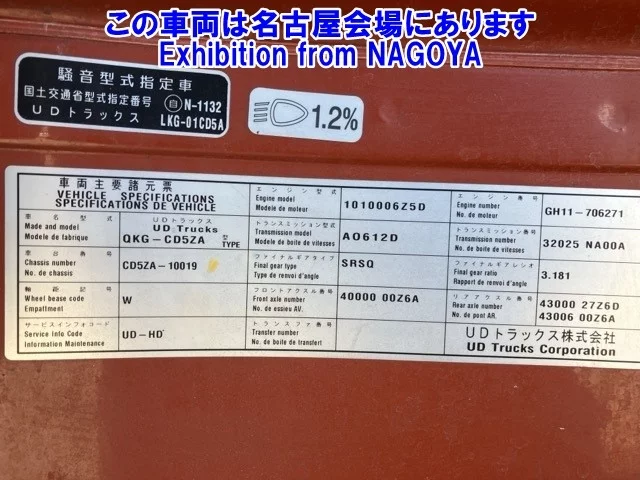 この車両は名古屋会場にあります
Exhibition from NAGOYA
騒音型式指定車
国土交通省型式指定番号 自 N-1132
UDトラックス LKG-01CD5A
1.2%
車両主要諸元票
VEHICLE SPECIFICATIONS
SPECIFICATIONS DE VEHICLE
車名型式
Made and model
Modele de fabrique
UDトラックス
UD Trucks
QKG-CD5ZA 型 TYPE
車台番号
Chassis number
No. de chassis
CD5ZA-10019
軸距記号
Wheel base code
Empattment
W
サービスインフォコード
Service Info Code
Information Maintenance
UD-HD
エンジン型式
Engine model
Modele de moteur
1010006Z5D
トランスミッション型式
Transmission model
Modele de boite de vitesses
AO612D
ファイナルギアタイプ
Final gear type
Type de renvoi d'angle
SRSQ
フロントアクスル番号
Front axle number
No. de essieu AV.
40000 00Z6A
トランスファ番号
Transfer number
No. de boite de transfert
エンジン番号
Engine number
No. de moteur
GH11-706271
トランスミッション番号
Transmission number
No. de boite de vitesses
32025 NA00A
ファイナルギアレシオ
Final gear ratio
Rapport de renvoi d'angle
3.181
リアアクスル番号
Rear axle number
No. de pont AR.
43000 27Z6D
43006 00Z6A
UDトラックス株式会社
UD Trucks Corporation